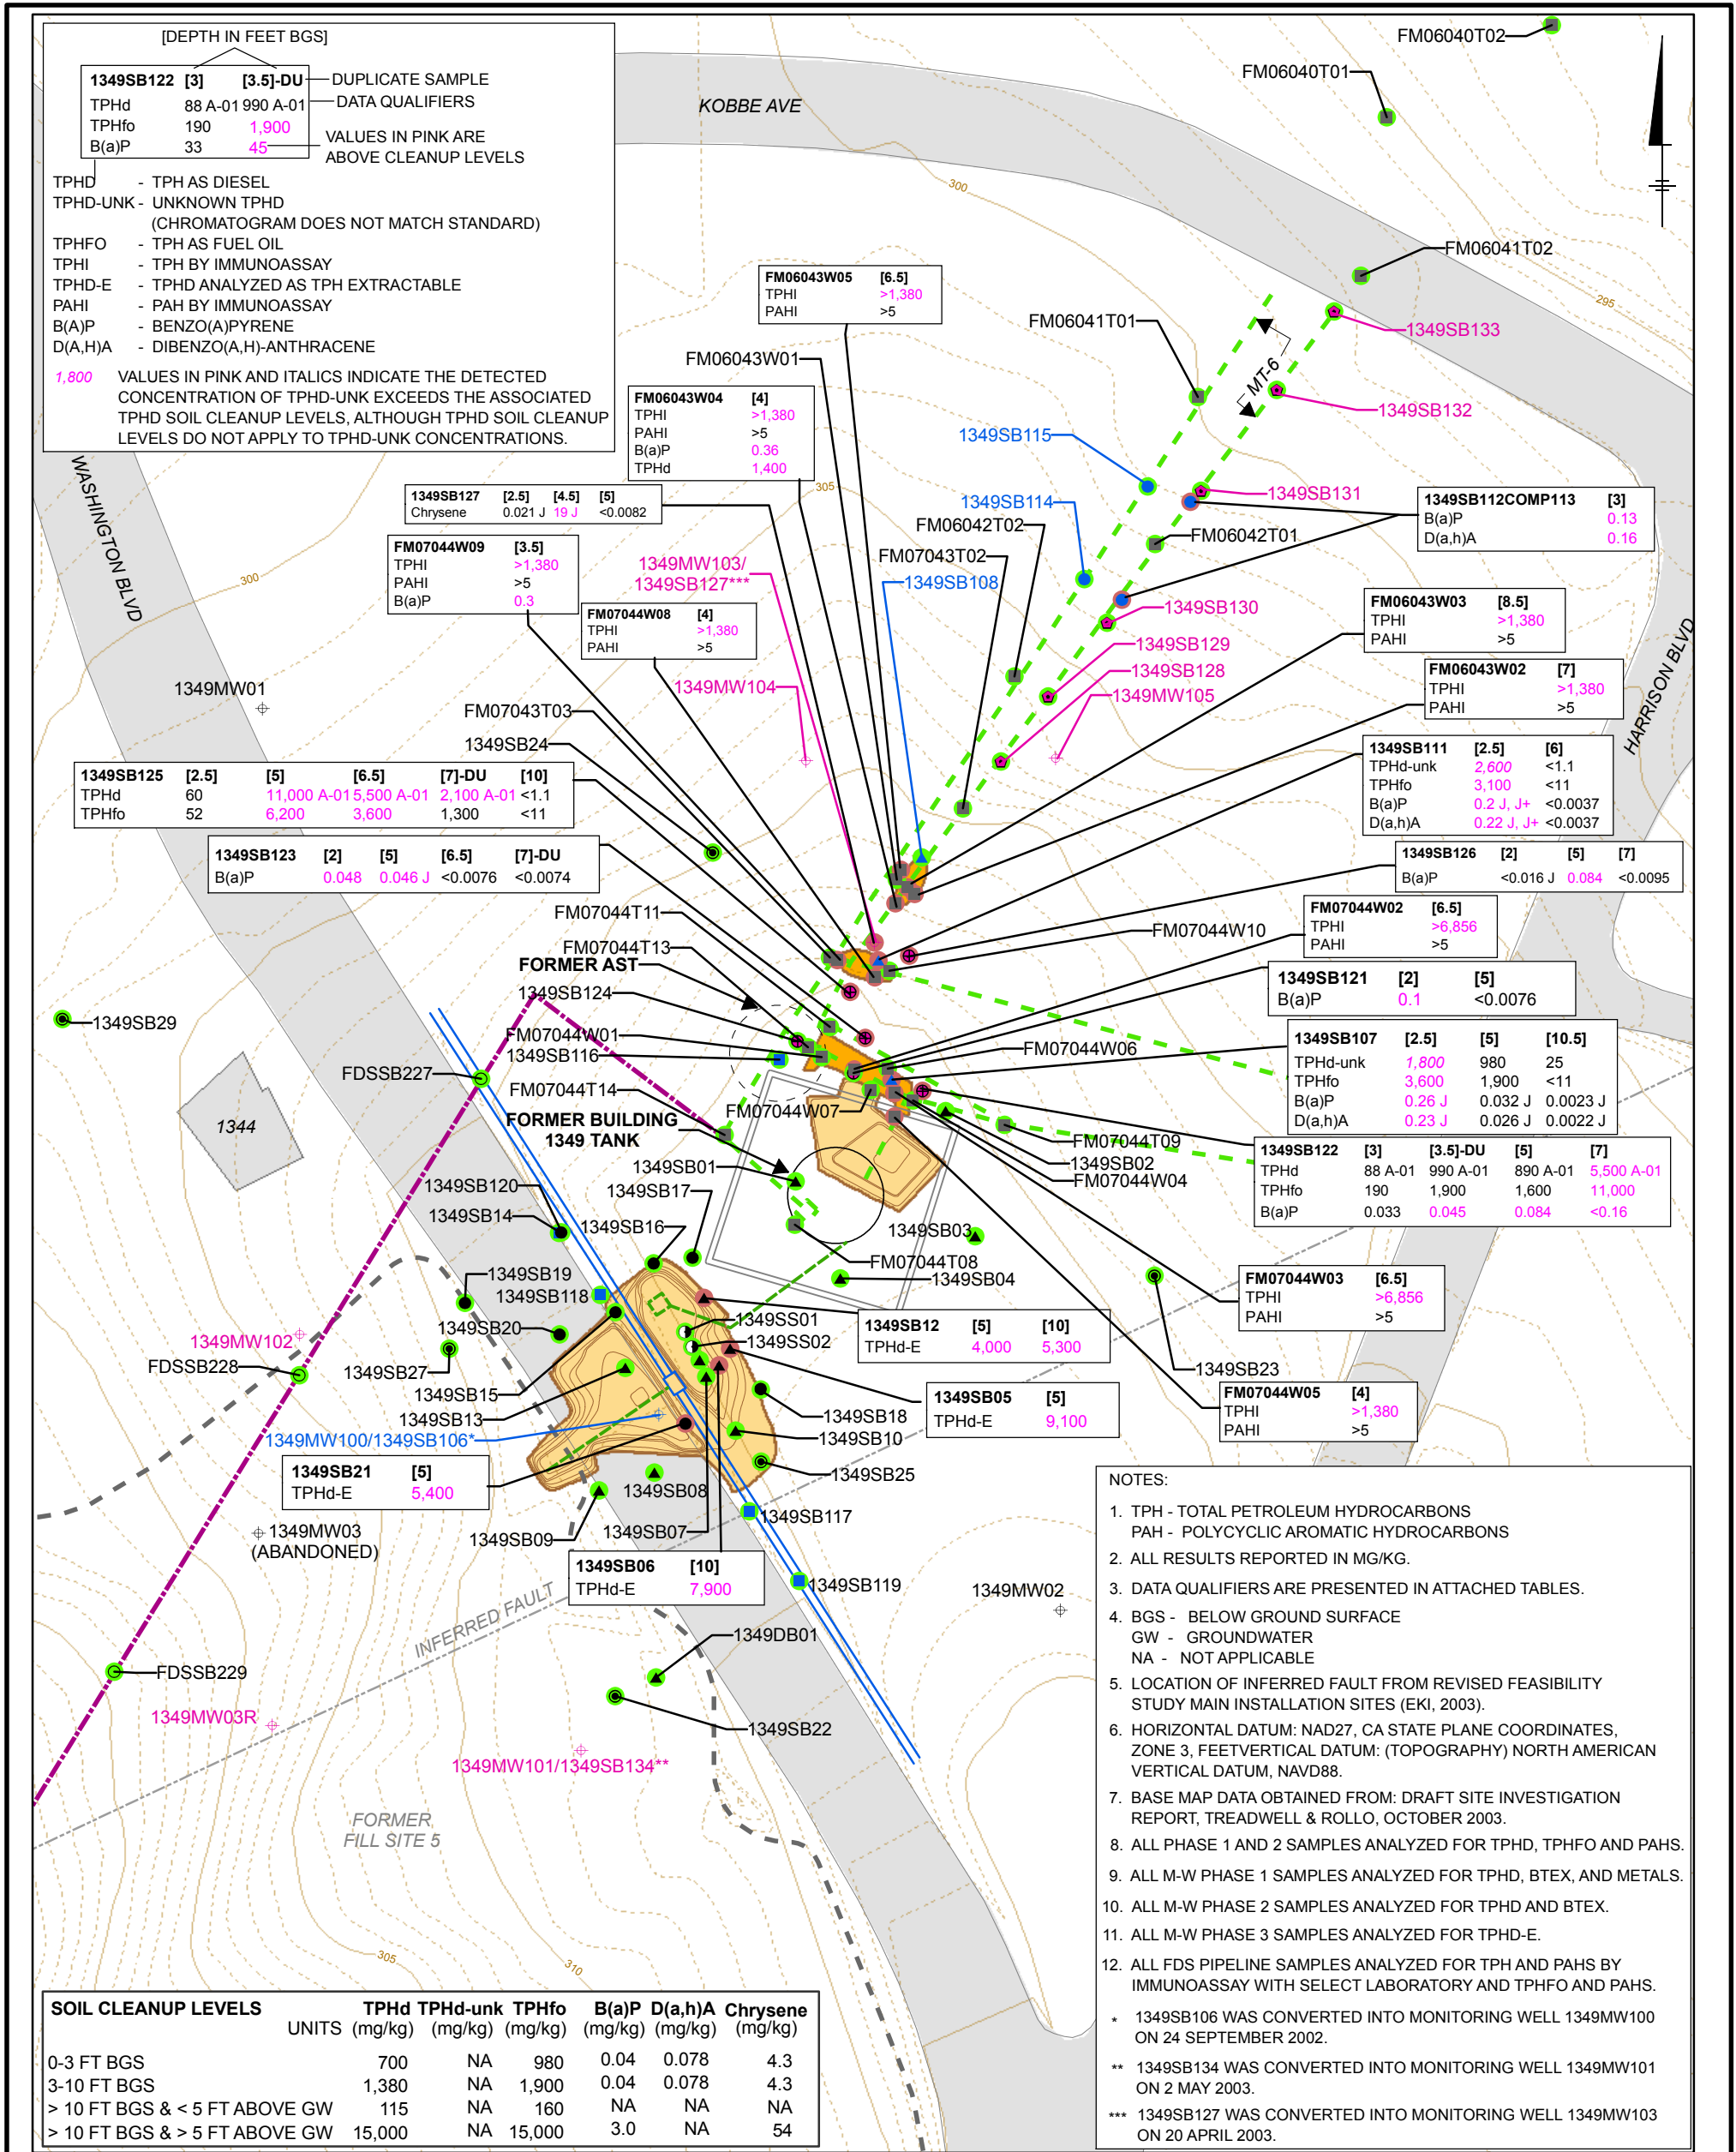 [DEPTH IN FEET BGS]
1349SB122 [3] [3.5]-DU DUPLICATE SAMPLE
TPHd 88 A-01 990 A-01 DATA QUALIFIERS
TPHfo 190 1,900
B(a)P 33 45
VALUES IN PINK ARE
ABOVE CLEANUP LEVELS
TPHD - TPH AS DIESEL
TPHD-UNK - UNKNOWN TPHD
(CHROMATOGRAM DOES NOT MATCH STANDARD)
TPHFO - TPH AS FUEL OIL
TPHI - TPH BY IMMUNOASSAY
TPHD-E - TPHD ANALYZED AS TPH EXTRACTABLE
PAHI - PAH BY IMMUNOASSAY
B(A)P - BENZO(A)PYRENE
D(A,H)A - DIBENZO(A,H)-ANTHRACENE
1,800 VALUES IN PINK AND ITALICS INDICATE THE DETECTED
CONCENTRATION OF TPHD-UNK EXCEEDS THE ASSOCIATED
TPHD SOIL CLEANUP LEVELS, ALTHOUGH TPHD SOIL CLEANUP
LEVELS DO NOT APPLY TO TPHD-UNK CONCENTRATIONS.
FM06040T02
FM06040T01
KOBBE AVE
300
FM06041T02
295
FM06043W05 [6.5]
TPHI >1,380
PAHI >5
FM06041T01
1349SB133
MT-6
FM06043W01
1349SB132
FM06043W04 [4]
TPHI >1,380
PAHI >5
B(a)P 0.36
TPHd 1,400
1349SB115
305
WASHINGTON BLVD
1349SB127 [2.5] [4.5] [5]
Chrysene 0.021 J 19 J <0.0082
1349SB131
1349SB114
1349SB112COMP113 [3]
B(a)P 0.13
D(a,h)A 0.16
FM06042T02
FM06042T01
FM07044W09 [3.5]
TPHI >1,380
PAHI >5
B(a)P 0.3
300
1349MW103/
1349SB127***
FM07043T02
1349SB108
FM07044W08 [4]
TPHI >1,380
PAHI >5
1349SB130
FM06043W03 [8.5]
TPHI >1,380
PAHI >5
1349SB129
1349SB128
1349MW105
HARRISON BLVD
FM06043W02 [7]
TPHI >1,380
PAHI >5
1349MW01
1349MW104
FM07043T03
1349SB24
1349SB111 [2.5] [6]
TPHd-unk 2,600 <1.1
TPHfo 3,100 <11
B(a)P 0.2 J, J+ <0.0037
D(a,h)A 0.22 J, J+ <0.0037
1349SB125 [2.5] [5] [6.5] [7]-DU [10]
TPHd 60 11,000 A-01 5,500 A-01 2,100 A-01 <1.1
TPHfo 52 6,200 3,600 1,300 <11
1349SB123 [2] [5] [6.5] [7]-DU
B(a)P 0.048 0.046 J <0.0076 <0.0074
1349SB126 [2] [5] [7]
B(a)P <0.016 J 0.084 <0.0095
FM07044T11
FM07044W02 [6.5]
TPHI >6,856
PAHI >5
FM07044W10
FM07044T13
FORMER AST
1349SB124
1349SB121 [2] [5]
B(a)P 0.1 <0.0076
1349SB29
FM07044W01
1349SB116
FM07044W06
1349SB107 [2.5] [5] [10.5]
TPHd-unk 1,800 980 25
TPHfo 3,600 1,900 <11
B(a)P 0.26 J 0.032 J 0.0023 J
D(a,h)A 0.23 J 0.026 J 0.0022 J
FDSSB227
FM07044T14
FM07044W07
FORMER BUILDING
1349 TANK
1344
FM07044T09
1349SB02
FM07044W04
1349SB122 [3] [3.5]-DU [5] [7]
TPHd 88 A-01 990 A-01 890 A-01 5,500 A-01
TPHfo 190 1,900 1,600 11,000
B(a)P 0.033 0.045 0.084 <0.16
1349SB01
1349SB17
1349SB120
1349SB14
1349SB16
1349SB03
FM07044T08
1349SB04
1349SB19
1349SB118
FM07044W03 [6.5]
TPHI >6,856
PAHI >5
1349SS01
1349SS02
1349SB12 [5] [10]
TPHd-E 4,000 5,300
1349MW102
1349SB20
FDSSB228
1349SB27
1349SB23
1349SB15
1349SB05 [5]
TPHd-E 9,100
FM07044W05 [4]
TPHI >1,380
PAHI >5
1349SB13
1349SB18
1349MW100/1349SB106*
1349SB10
1349SB21 [5]
TPHd-E 5,400
1349SB25
1349SB08
1349SB117
1349MW03
(ABANDONED)
1349SB09
1349SB07
1349SB06 [10]
TPHd-E 7,900
1349SB119
1349MW02
INFERRED FAULT
1349DB01
FDSSB229
1349MW03R
1349SB22
1349MW101/1349SB134**
FORMER
FILL SITE 5
305
310
NOTES:
1. TPH - TOTAL PETROLEUM HYDROCARBONS
PAH - POLYCYCLIC AROMATIC HYDROCARBONS
2. ALL RESULTS REPORTED IN MG/KG.
3. DATA QUALIFIERS ARE PRESENTED IN ATTACHED TABLES.
4. BGS - BELOW GROUND SURFACE
GW - GROUNDWATER
NA - NOT APPLICABLE
5. LOCATION OF INFERRED FAULT FROM REVISED FEASIBILITY
STUDY MAIN INSTALLATION SITES (EKI, 2003).
6. HORIZONTAL DATUM: NAD27, CA STATE PLANE COORDINATES,
ZONE 3, FEETVERTICAL DATUM: (TOPOGRAPHY) NORTH AMERICAN
VERTICAL DATUM, NAVD88.
7. BASE MAP DATA OBTAINED FROM: DRAFT SITE INVESTIGATION
REPORT, TREADWELL & ROLLO, OCTOBER 2003.
8. ALL PHASE 1 AND 2 SAMPLES ANALYZED FOR TPHD, TPHFO AND PAHS.
9. ALL M-W PHASE 1 SAMPLES ANALYZED FOR TPHD, BTEX, AND METALS.
10. ALL M-W PHASE 2 SAMPLES ANALYZED FOR TPHD AND BTEX.
11. ALL M-W PHASE 3 SAMPLES ANALYZED FOR TPHD-E.
12. ALL FDS PIPELINE SAMPLES ANALYZED FOR TPH AND PAHS BY
IMMUNOASSAY WITH SELECT LABORATORY AND TPHFO AND PAHS.
* 1349SB106 WAS CONVERTED INTO MONITORING WELL 1349MW100
ON 24 SEPTEMBER 2002.
** 1349SB134 WAS CONVERTED INTO MONITORING WELL 1349MW101
ON 2 MAY 2003.
*** 1349SB127 WAS CONVERTED INTO MONITORING WELL 1349MW103
ON 20 APRIL 2003.
SOIL CLEANUP LEVELS TPHd TPHd-unk TPHfo B(a)P D(a,h)A Chrysene
UNITS (mg/kg) (mg/kg) (mg/kg) (mg/kg) (mg/kg) (mg/kg)
0-3 FT BGS 700 NA 980 0.04 0.078 4.3
3-10 FT BGS 1,380 NA 1,900 0.04 0.078 4.3
> 10 FT BGS & < 5 FT ABOVE GW 115 NA 160 NA NA NA
> 10 FT BGS & > 5 FT ABOVE GW 15,000 NA 15,000 3.0 NA 54